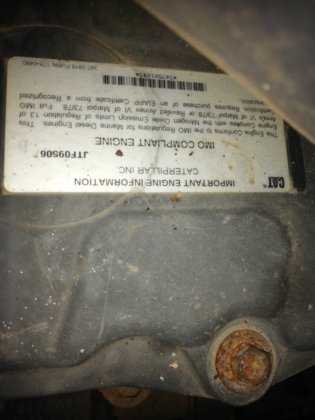 CAT
IMPORTANT ENGINE INFORMATION
CATERPILLAR INC
IMO COMPLIANT ENGINE
JTF09506
The Engine Conforms to the IMO Regulations for Diesel Marine Engines. This
Engine Complies with the Nitrogen Oxide Emission Limits of Regulation 13 of
Annex VI of Marpol 73/78 or Revised Annex VI of Marpol 73/78. Full IMO
Certification Requires purchase of an EIAPP Certificate from a Recognized
*3475812#3*